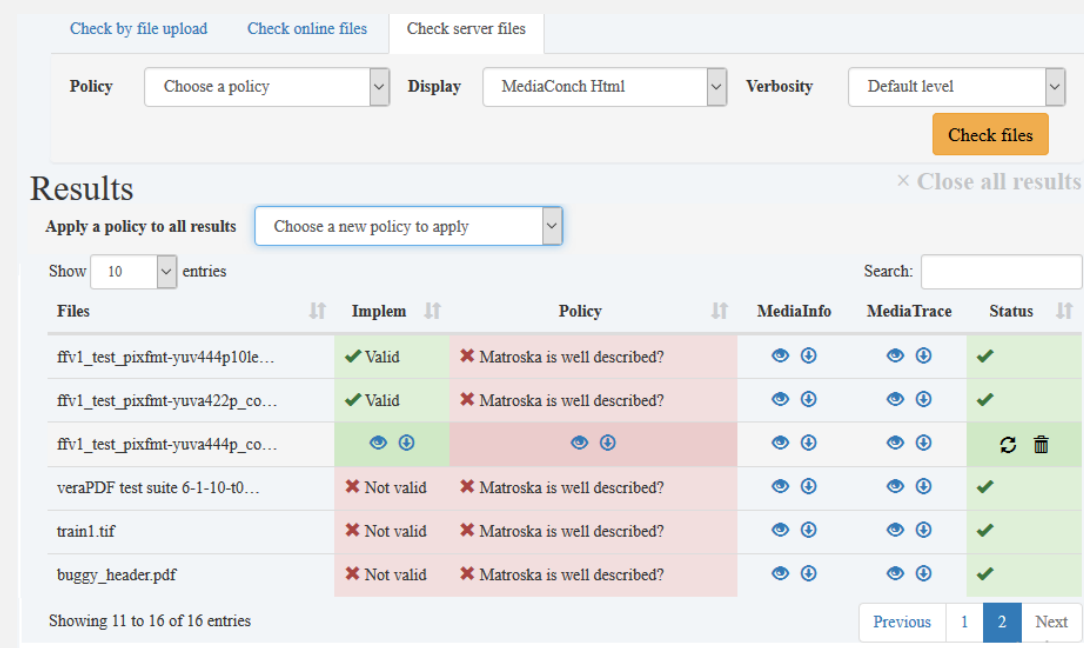 Check by file upload Check online files Check server files
Policy Choose a policy Display MediaConch Html Verbosity Default level
Check files
Results × Close all results
Apply a policy to all results Choose a new policy to apply
Show 10 entries Search:
Files Implem Policy MediaInfo MediaTrace Status
ffv1_test_pixfmt-yuv444p10le... Valid Matroska is well described?
ffv1_test_pixfmt-yuva422p_co... Valid Matroska is well described?
ffv1_test_pixfmt-yuva444p_co...
veraPDF test suite 6-1-10-t0... Not valid Matroska is well described?
train1.tif Not valid Matroska is well described?
buggy_header.pdf Not valid Matroska is well described?
Showing 11 to 16 of 16 entries Previous 1 2 Next